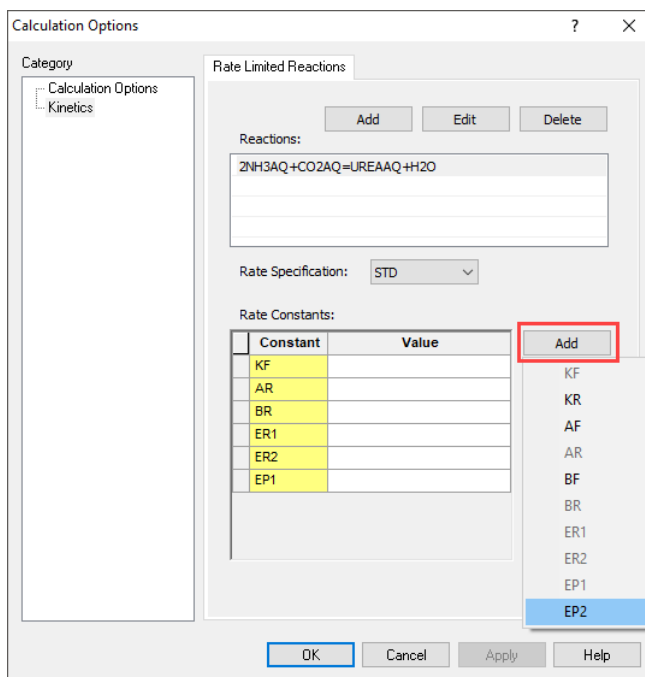 Calculation Options ?
Category
Calculation Options
Kinetics
Rate Limited Reactions
Add Edit Delete
Reactions:
2NH3AQ+CO2AQ=UREAAQ+H2O
Rate Specification: STD
Rate Constants:
Constant Value
KF
AR
BR
ER1
ER2
EP1
Add
KF
KR
AF
AR
BF
BR
ER1
ER2
EP1
EP2
OK Cancel Apply Help